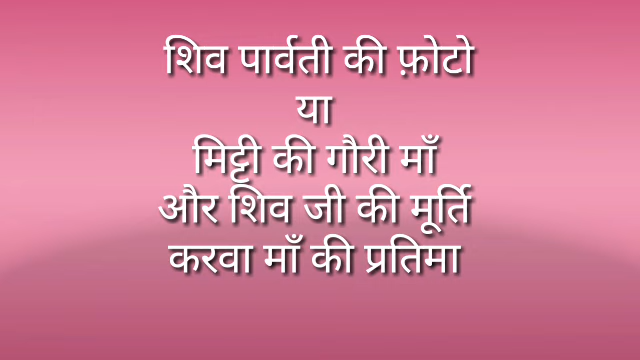 शिव पार्वती की फ़ोटो
या
मिट्टी की गौरी माँ
और शिव जी की मूर्ति
करवा माँ की प्रतिमा